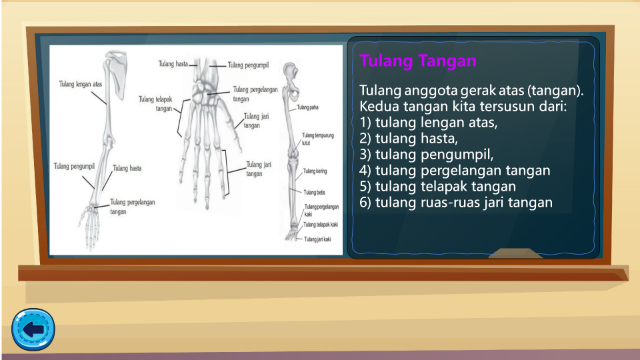 Tulang lengan atas
Tulang pengumpil
Tulang hasta
Tulang pergelangan
tangan
Tulang hasta
Tulang pengumpil
Tulang telapak
tangan
Tulang pergelangan
tangan
Tulang jari
tangan
Tulang jari
tangan
Tulang paha
Tulang tempurung
lutut
Tulang kering
Tulang betis
Tulang pergelangan
kaki
Tulang telapak kaki
Tulang jari kaki
Tulang Tangan
Tulang anggota gerak atas (tangan).
Kedua tangan kita tersusun dari:
1) tulang lengan atas,
2) tulang hasta,
3) tulang pengumpil,
4) tulang pergelangan tangan
5) tulang telapak tangan
6) tulang ruas-ruas jari tangan